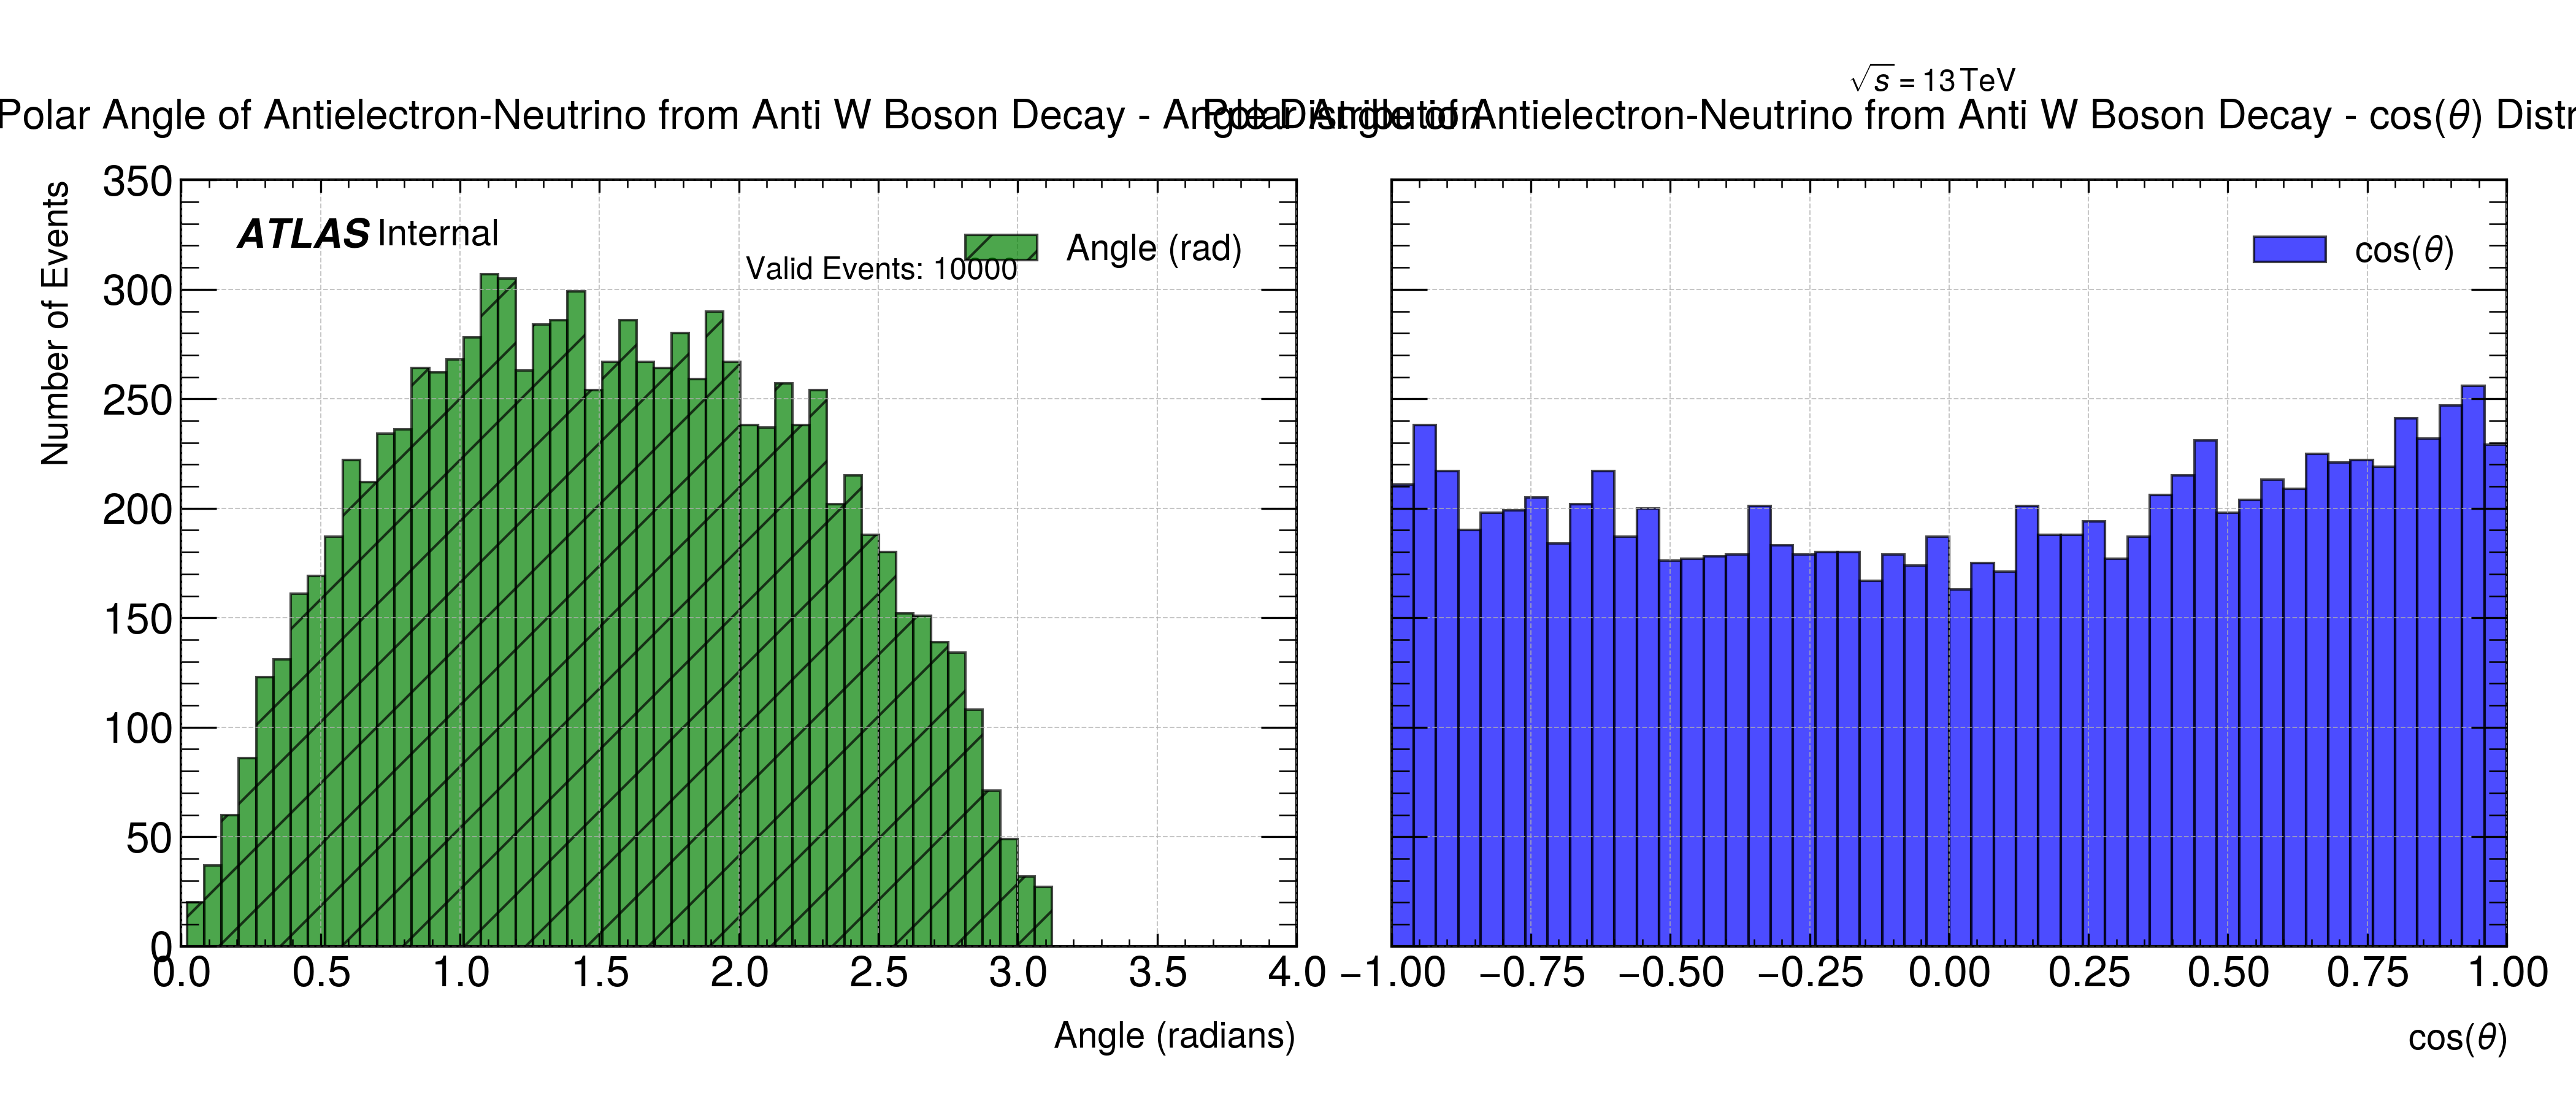 √s = 13 TeV
Polar Angle of Antielectron-Neutrino from Anti W Boson Decay - Angle Distribution
Polar Angle of Antielectron-Neutrino from Anti W Boson Decay - cos(θ) Distr
Number of Events
350
300
250
200
150
100
50
0
ATLAS Internal
Valid Events: 10000
Angle (rad)
cos(θ)
0.0 0.5 1.0 1.5 2.0 2.5 3.0 3.5 4.0
−1.00 −0.75 −0.50 −0.25 0.00 0.25 0.50 0.75 1.00
Angle (radians)
cos(θ)